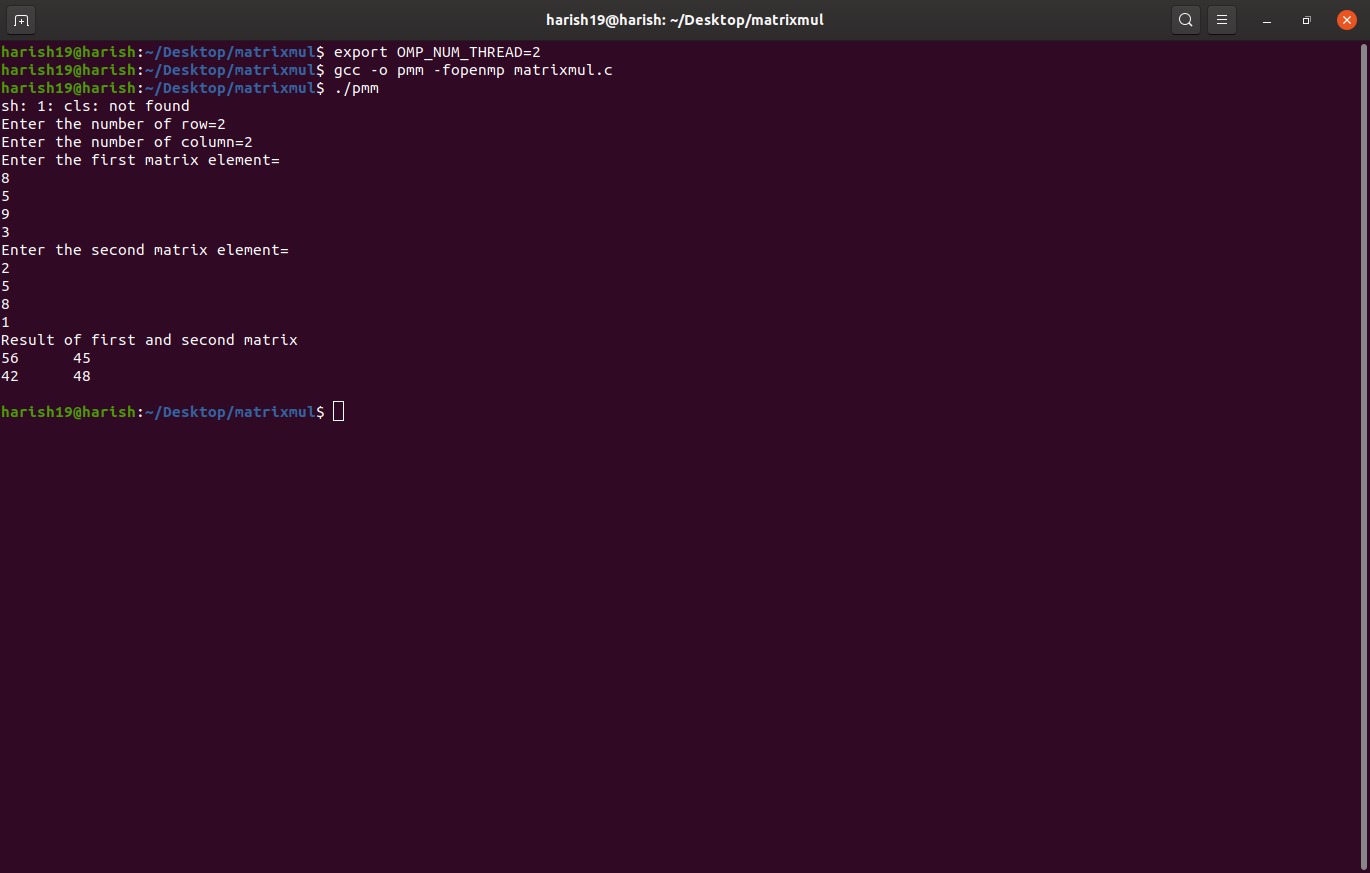 harish19@harish: ~/Desktop/matrixmul
harish19@harish:~/Desktop/matrixmul$ export OMP_NUM_THREAD=2
harish19@harish:~/Desktop/matrixmul$ gcc -o pmm -fopenmp matrixmul.c
harish19@harish:~/Desktop/matrixmul$ ./pmm
sh: 1: cls: not found
Enter the number of row=2
Enter the number of column=2
Enter the first matrix element=
8
5
9
3
Enter the second matrix element=
2
5
8
1
Result of first and second matrix
56      45
42      48
harish19@harish:~/Desktop/matrixmul$